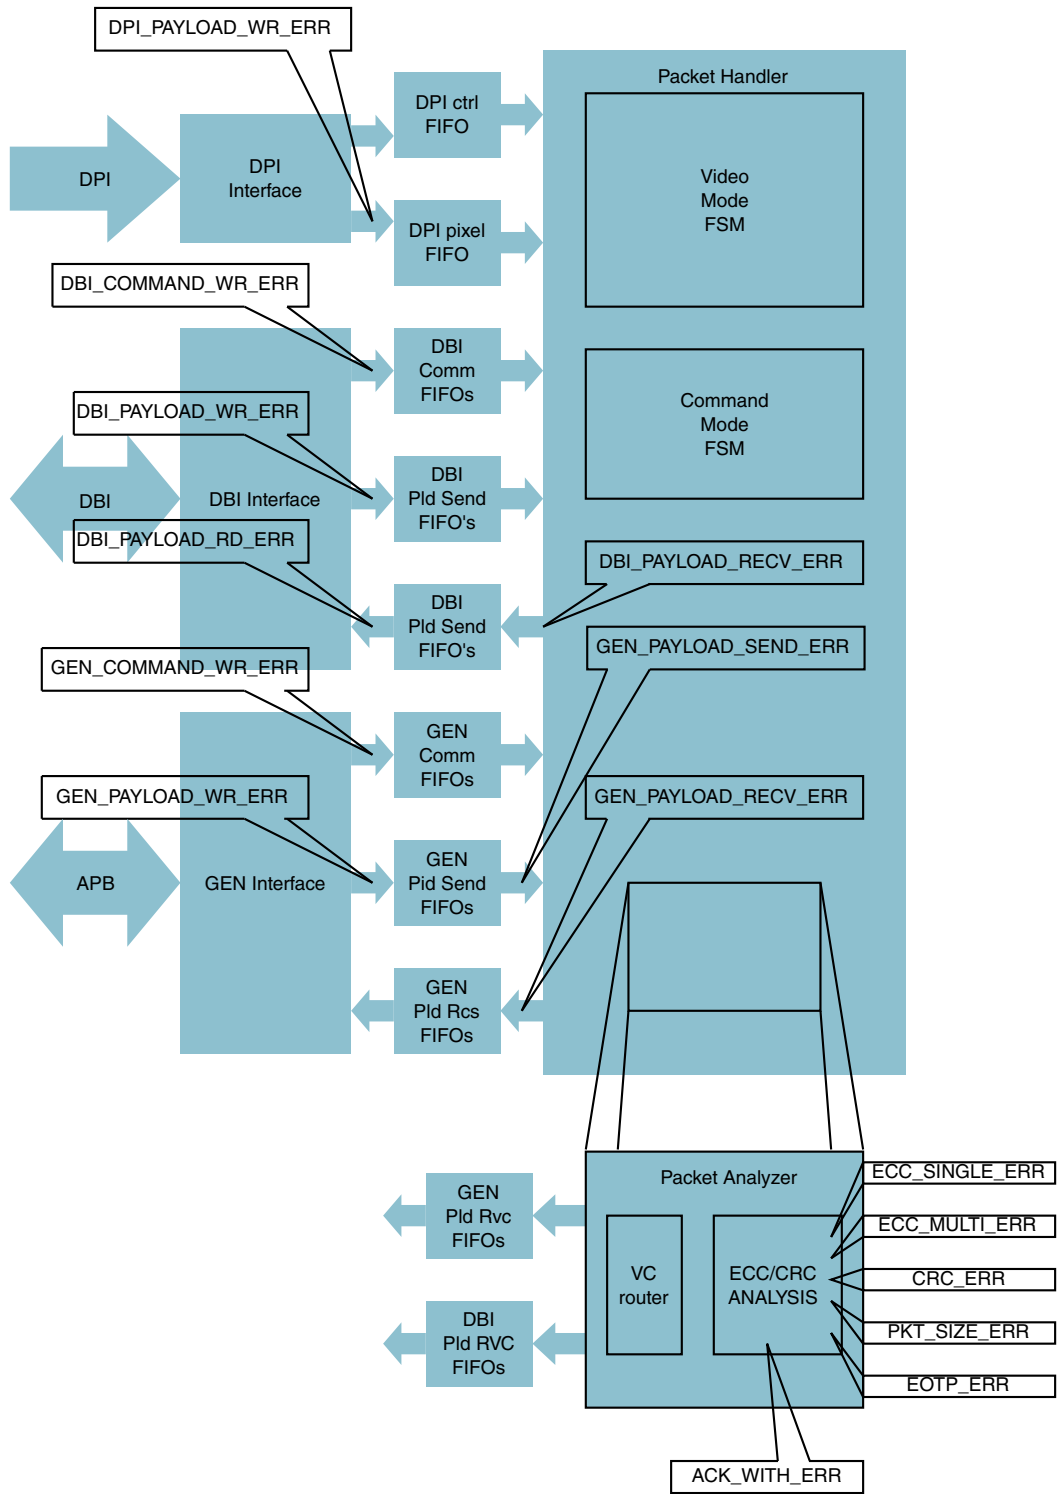 DPI_PAYLOAD_WR_ERR
Packet Handler
DPI ctrl
FIFO
DPI
DPI
Interface
Video
Mode
FSM
DPI pixel
FIFO
DBI_COMMAND_WR_ERR
DBI
Comm
FIFOs
Command
Mode
FSM
DBI_PAYLOAD_WR_ERR
DBI
DBI Interface
DBI
Pld Send
FIFO's
DBI_PAYLOAD_RD_ERR
DBI_PAYLOAD_RECV_ERR
DBI
Pld Send
FIFO's
GEN_COMMAND_WR_ERR
GEN_PAYLOAD_SEND_ERR
GEN
Comm
FIFOs
GEN_PAYLOAD_WR_ERR
GEN_PAYLOAD_RECV_ERR
APB
GEN Interface
GEN
Pid Send
FIFOs
GEN
Pld Rcs
FIFOs
Packet Analyzer
ECC_SINGLE_ERR
GEN
Pld Rvc
FIFOs
ECC_MULTI_ERR
VC
router
ECC/CRC
ANALYSIS
CRC_ERR
DBI
Pld RVC
FIFOs
PKT_SIZE_ERR
EOTP_ERR
ACK_WITH_ERR